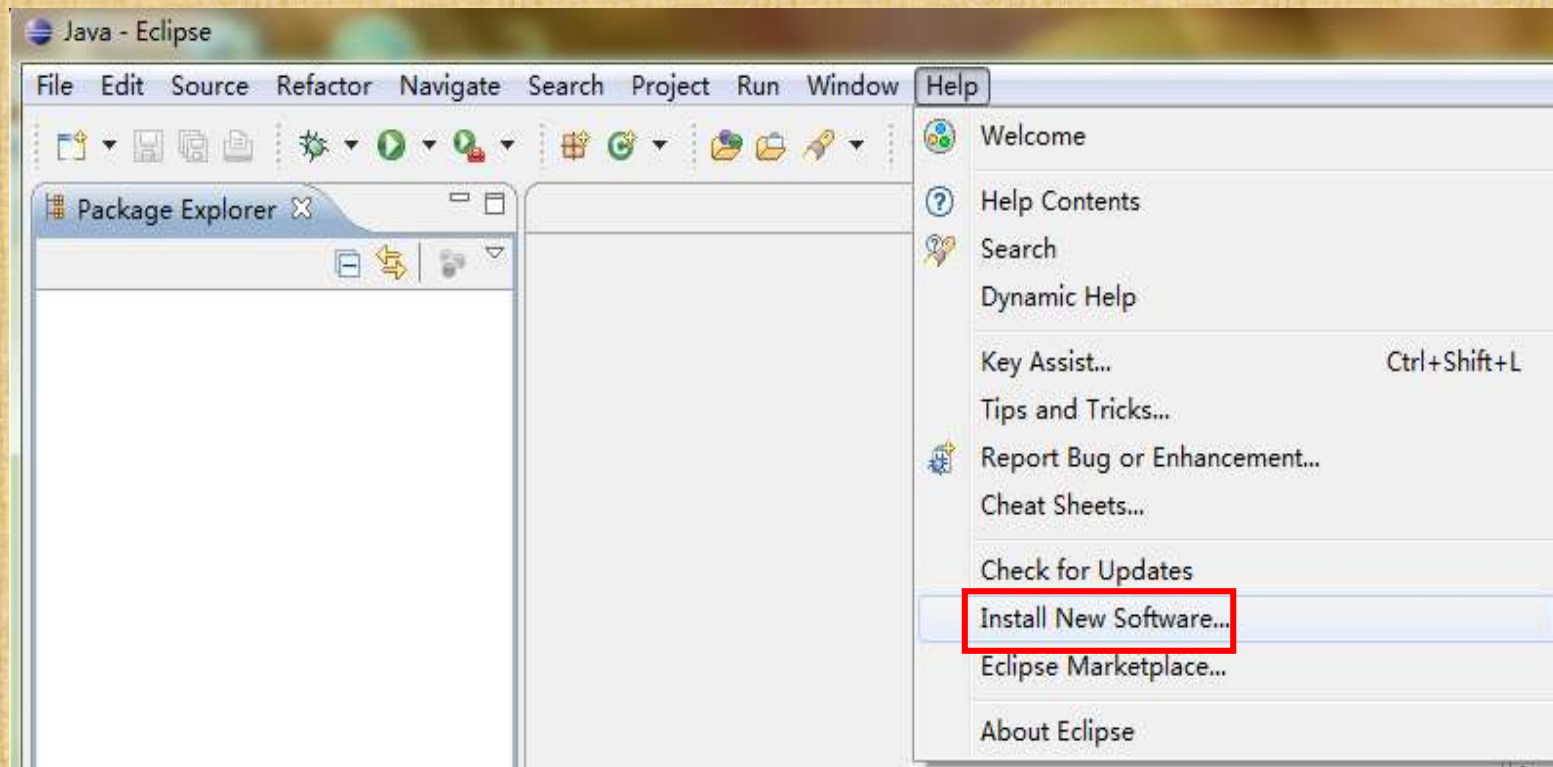 Java - Eclipse
File Edit Source Refactor Navigate Search Project Run Window Help
Package Explorer
Welcome
Help Contents
Search
Dynamic Help
Key Assist... Ctrl+Shift+L
Tips and Tricks...
Report Bug or Enhancement...
Cheat Sheets...
Check for Updates
Install New Software...
Eclipse Marketplace...
About Eclipse